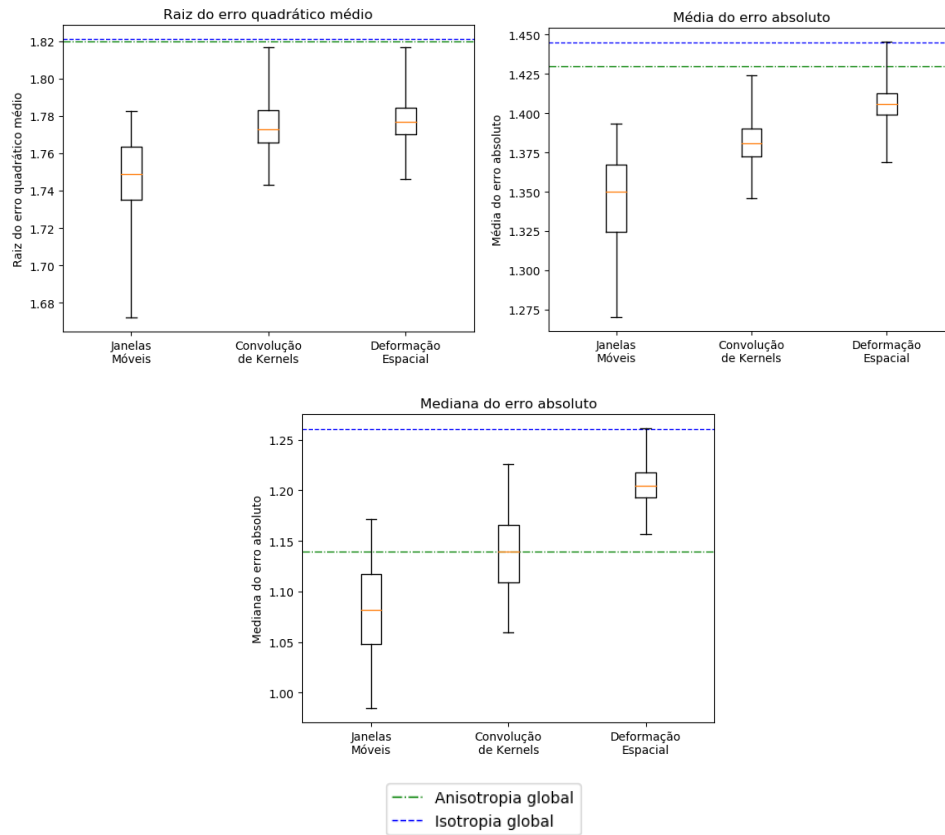 Raiz do erro quadrático médio
Raiz do erro quadrático médio
1.82
1.80
1.78
1.76
1.74
1.72
1.70
1.68
Janelas
Móveis
Convolução
de Kernels
Deformação
Espacial
Média do erro absoluto
Média do erro absoluto
1.450
1.425
1.400
1.375
1.350
1.325
1.300
1.275
Janelas
Móveis
Convolução
de Kernels
Deformação
Espacial
Mediana do erro absoluto
Mediana do erro absoluto
1.25
1.20
1.15
1.10
1.05
1.00
Janelas
Móveis
Convolução
de Kernels
Deformação
Espacial
Anisotropia global
Isotropia global